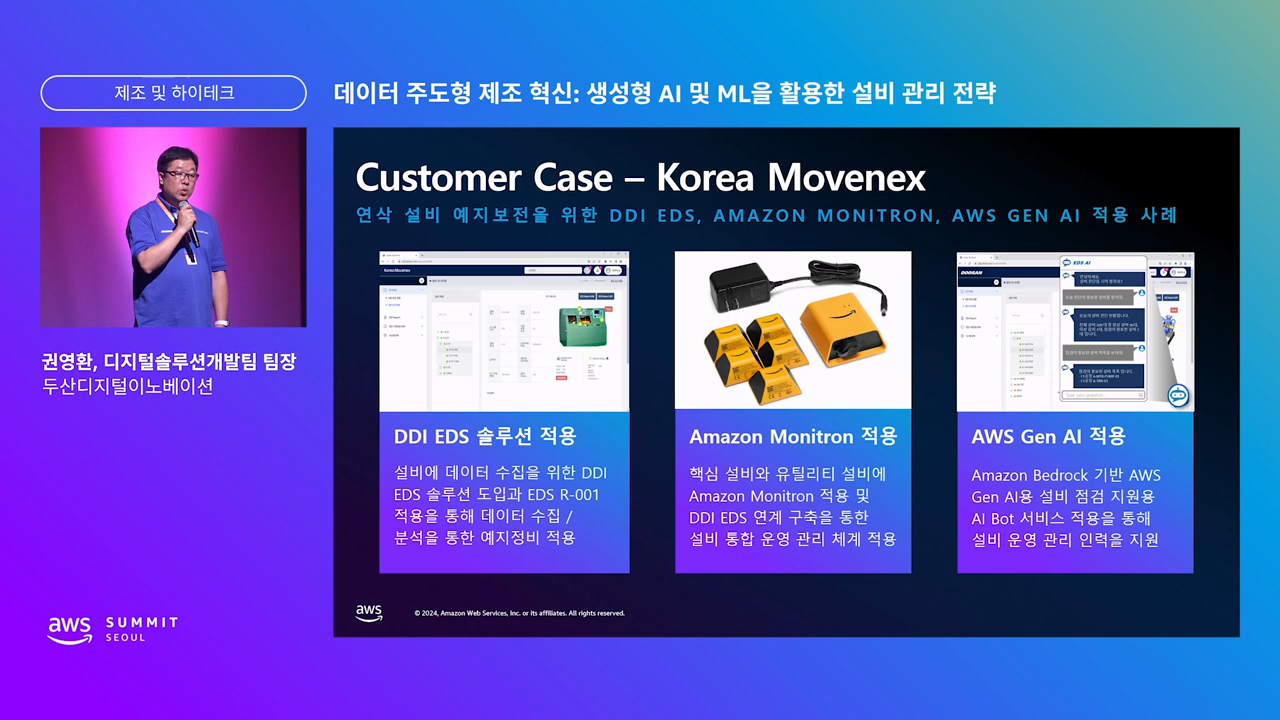 제조 및 하이테크
데이터 주도형 제조 혁신: 생성형 AI 및 ML을 활용한 설비 관리 전략
권영환, 디지털솔루션개발팀 팀장
두산디지털이노베이션
aws SUMMIT
SEOUL
Customer Case – Korea Movenex
연삭 설비 예지보전을 위한 DDI EDS, AMAZON MONITRON, AWS GEN AI 적용 사례
Korea Movenex
DOOSAN
EDS AI
DDI EDS 솔루션 적용
설비에 데이터 수집을 위한 DDI
EDS 솔루션 도입과 EDS R-001
적용을 통해 데이터 수집 /
분석을 통한 예지정비 적용
Amazon Monitron 적용
핵심 설비와 유틸리티 설비에
Amazon Monitron 적용 및
DDI EDS 연계 구축을 통한
설비 통합 운영 관리 체계 적용
AWS Gen AI 적용
Amazon Bedrock 기반 AWS
Gen AI용 설비 점검 지원용
AI Bot 서비스 적용을 통해
설비 운영 관리 인력을 지원
aws
© 2024, Amazon Web Services, Inc. or its affiliates. All rights reserved.